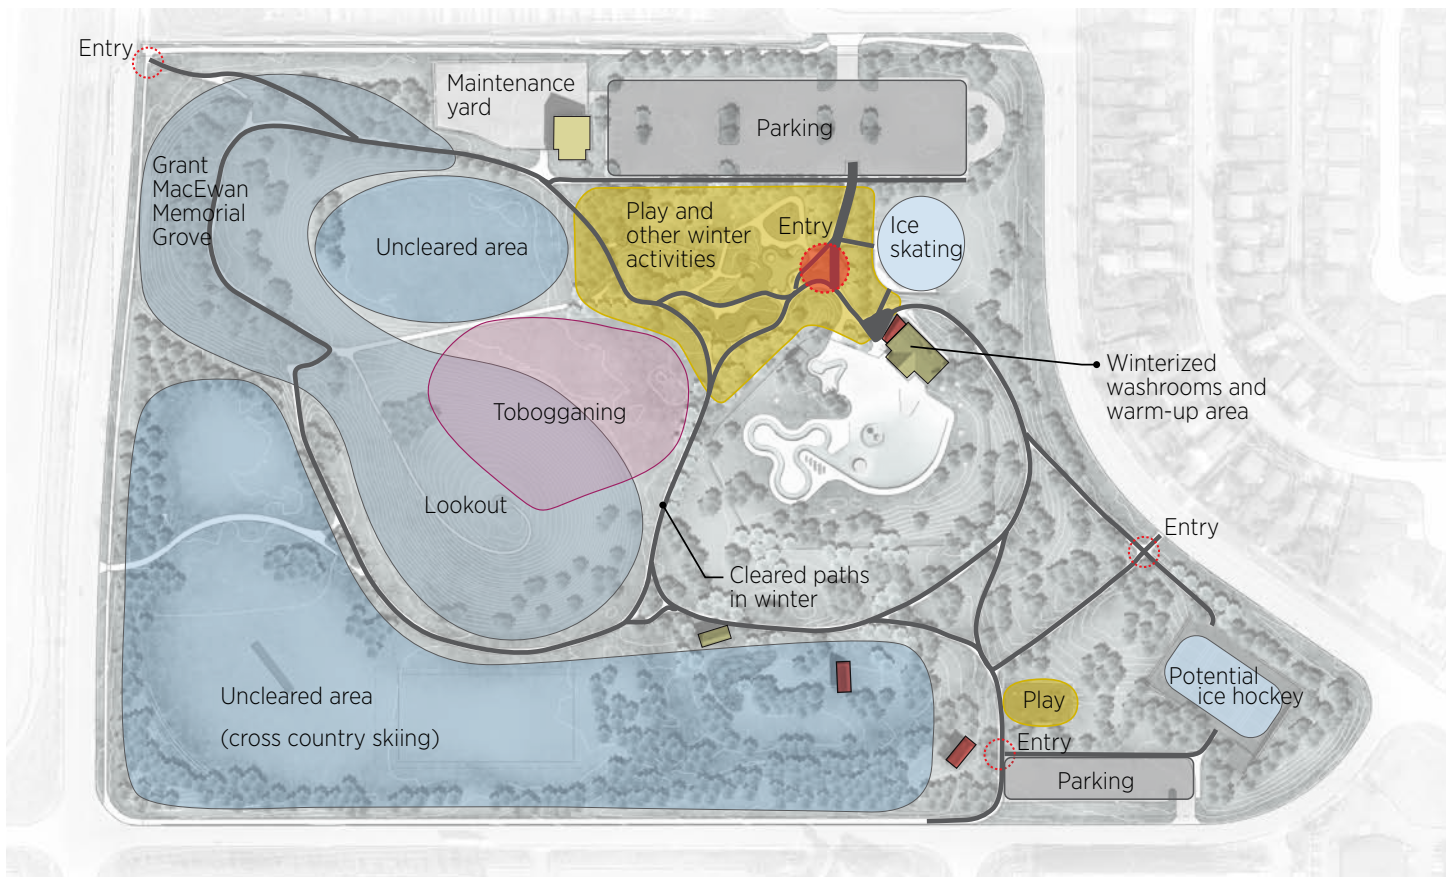 Entry
Maintenance
yard
Parking
Grant
MacEwan
Memorial
Grove
Uncleared area
Play and
other winter
activities
Entry
Ice
skating
Tobogganing
Winterized
washrooms and
warm-up area
Lookout
Entry
Cleared paths
in winter
Uncleared area
(cross country skiing)
Potential
ice hockey
Play
Entry
Parking